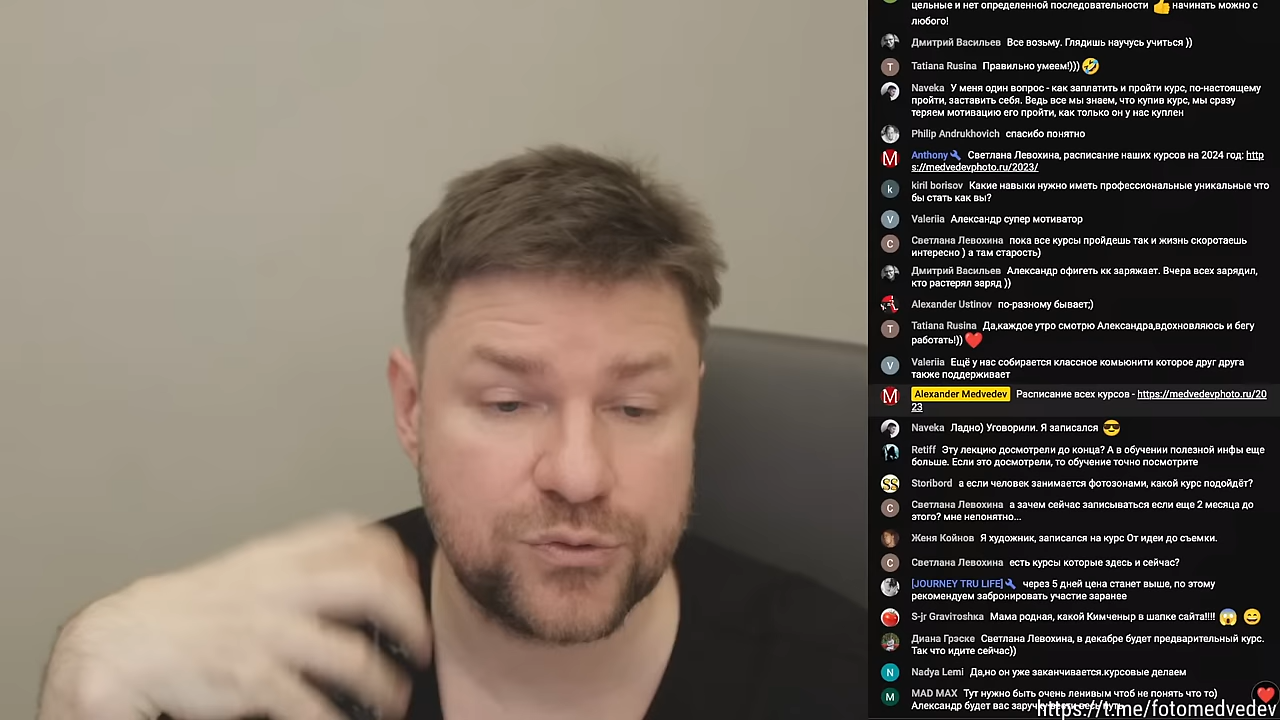 цельные и нет определенной последовательности 👍 начинать можно с
любого!
Дмитрий Васильев Все возьму. Глядишь научусь учиться ))
T Tatiana Rusina Правильно умеем!))) 🤣
Naveka У меня один вопрос - как заплатить и пройти курс, по-настоящему
пройти, заставить себя. Ведь все мы знаем, что купив курс, мы сразу
теряем мотивацию его пройти, как только он у нас куплен
Philip Andrukhovich спасибо понятно
M Anthony Светлана Левохина, расписание наших курсов на 2024 год: http
s://medvedevphoto.ru/2023/
k kiril borisov Какие навыки нужно иметь профессиональные уникальные что
бы стать как вы?
V Valeriia Александр супер мотиватор
С Светлана Левохина пока все курсы пройдешь так и жизнь скоротаешь
интересно ) а там старость)
Дмитрий Васильев Александр офигеть кк заряжает. Вчера всех зарядил,
кто растерял заряд ))
Alexander Ustinov по-разному бывает;)
T Tatiana Rusina Да,каждое утро смотрю Александра,вдохновляюсь и бегу
работать!)) ❤️
V Valeriia Ещё у нас собирается классное комьюнити которое друг друга
также поддерживает
M Alexander Medvedev Расписание всех курсов - https://medvedevphoto.ru/20
23
Naveka Ладно) Уговорили. Я записался 😎
Retiff Эту лекцию досмотрели до конца? А в обучении полезной инфы еще
больше. Если это досмотрели, то обучение точно посмотрите
SS Storibord а если человек занимается фотозонами, какой курс подойдёт?
С Светлана Левохина а зачем сейчас записываться если еще 2 месяца до
этого? мне непонятно...
Женя Койнов Я художник, записался на курс От идеи до съемки.
С Светлана Левохина есть курсы которые здесь и сейчас?
[JOURNEY TRU LIFE] через 5 дней цена станет выше, по этому
рекомендуем забронировать участие заранее
S-jr Graviтоshka Мама родная, какой Кимченыр в шапке сайта!!!! 😱 😄
Диана Грэске Светлана Левохина, в декабре будет предварительный курс.
Так что идите сейчас))
N Nadya Lemi Да,но он уже заканчивается.курсовые делаем
M MAD MAX Тут нужно быть очень ленивым чтоб не понять что то)
Александр будет вас за ручку вести весь путь
https://t.me/fotomedvedev